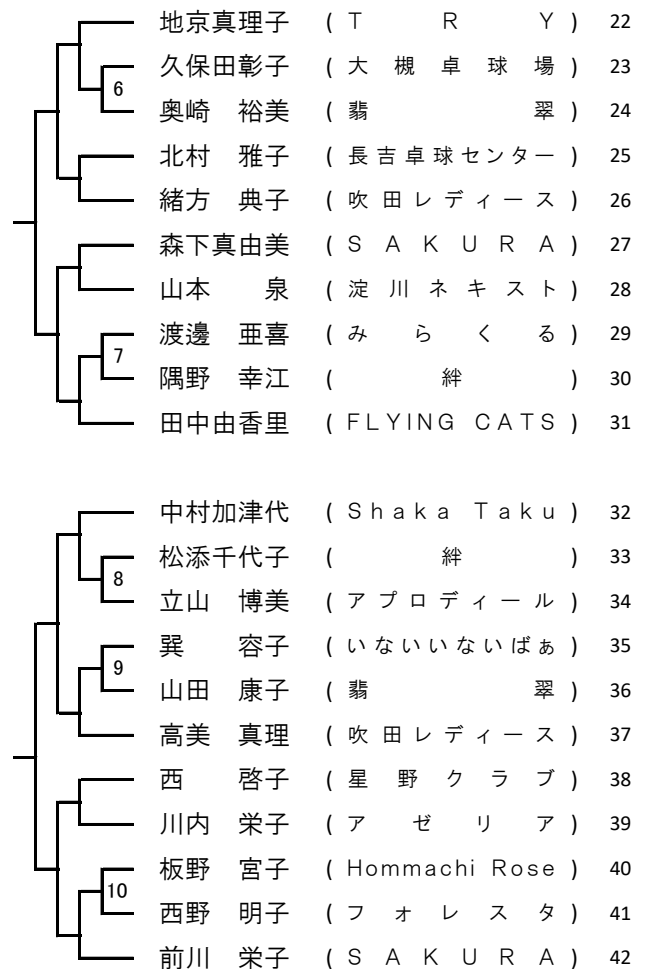 地京真理子 ( T R Y ) 22
久保田彰子 ( 大 槻 卓 球 場 ) 23
6
奥崎 裕美 ( 翡 翠 ) 24
北村 雅子 ( 長吉卓球センター ) 25
緒方 典子 ( 吹田レディース ) 26
森下真由美 ( S A K U R A ) 27
山本 泉 ( 淀川ネキスト ) 28
渡邊 亜喜 ( み ら く る ) 29
7
隅野 幸江 ( 絆 ) 30
田中由香里 ( FLYING CATS ) 31
中村加津代 ( Shaka Taku ) 32
松添千代子 ( 絆 ) 33
8
立山 博美 ( アプロディール ) 34
巽 容子 ( いないいないばぁ ) 35
9
山田 康子 ( 翡 翠 ) 36
高美 真理 ( 吹田レディース ) 37
西 啓子 ( 星 野 ク ラ ブ ) 38
川内 栄子 ( ア ゼ リ ア ) 39
板野 宮子 ( Hommachi Rose ) 40
10
西野 明子 ( フ ォ レ ス タ ) 41
前川 栄子 ( S A K U R A ) 42